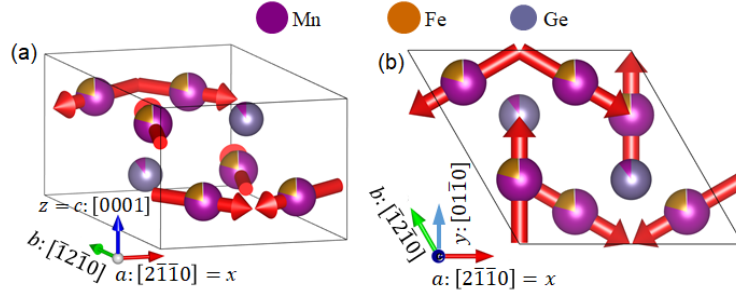 Mn Fe Ge
(a) (b)
z = c: [0001]
b: [1̅21̅0]
a: [21̅1̅0] = x
b: [1̅21̅0]
y: [011̅0]
a: [21̅1̅0] = x